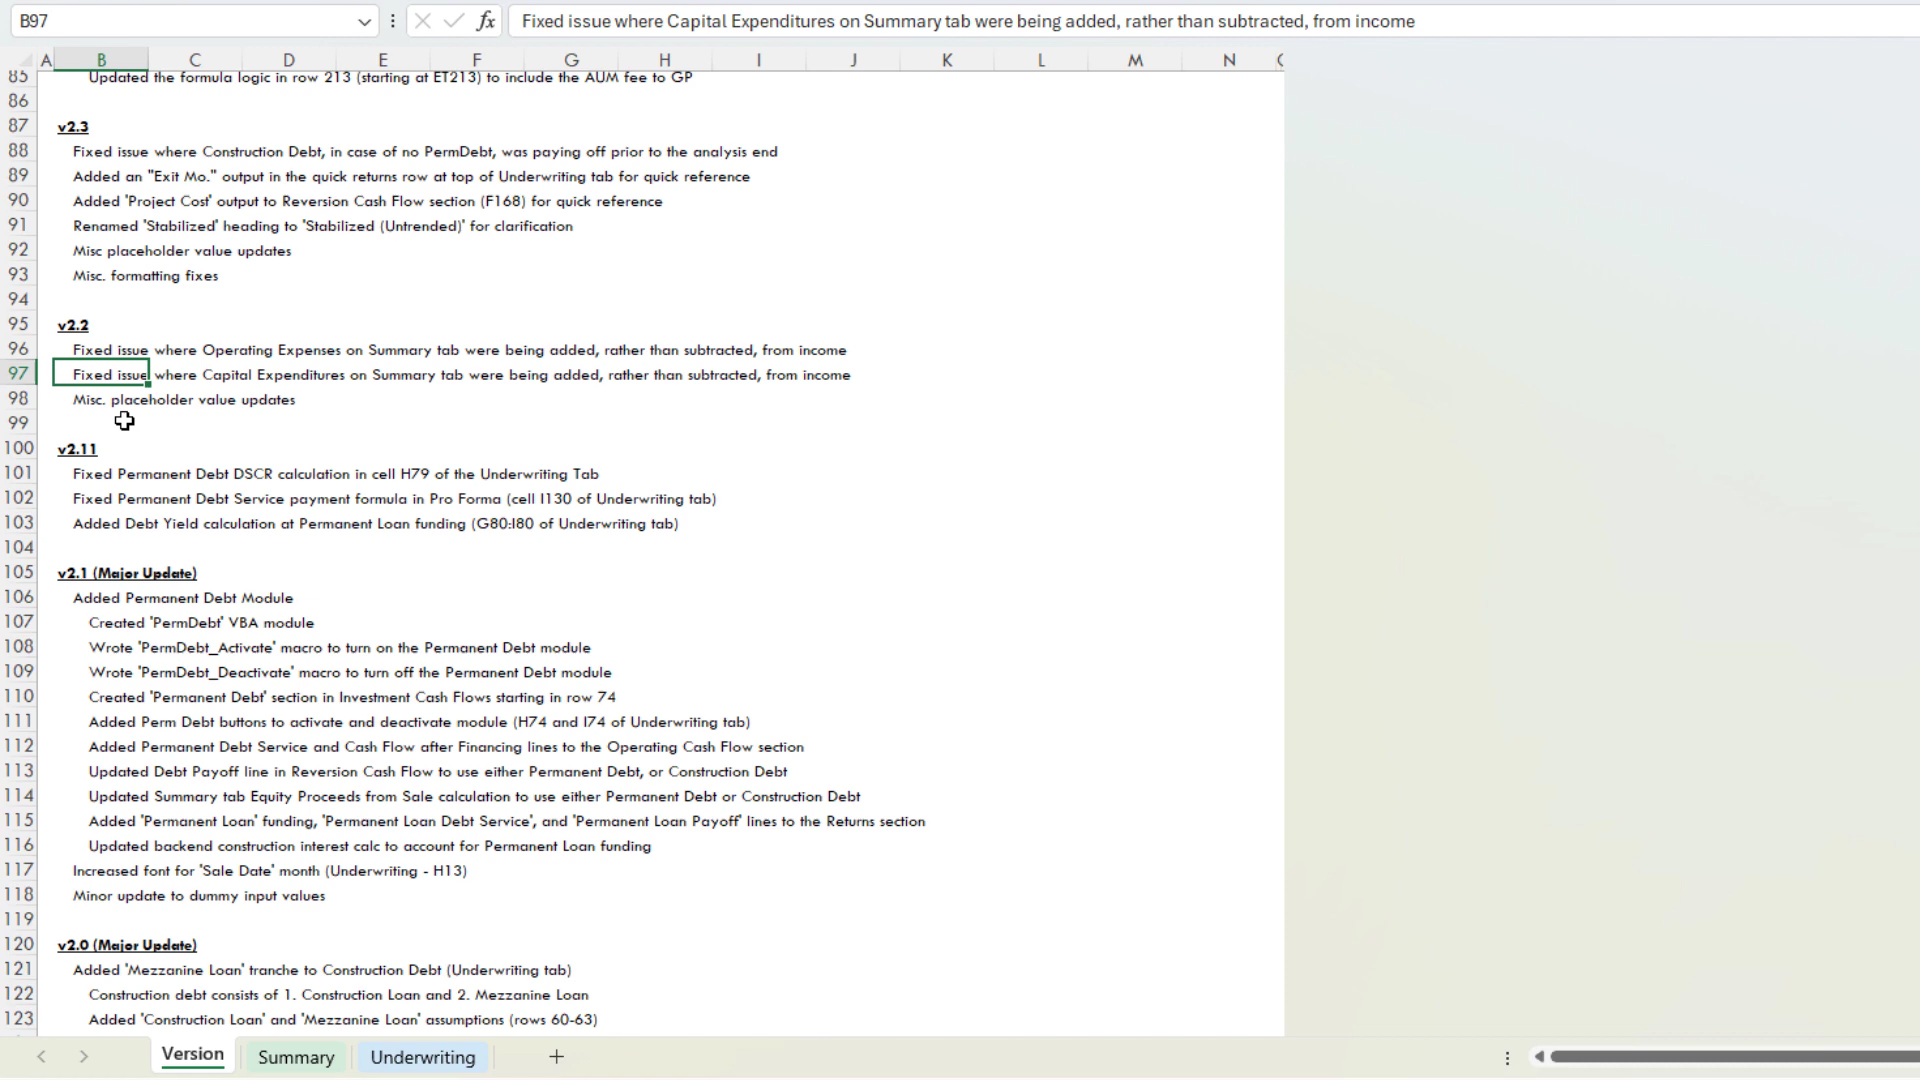 B97
fx
Fixed issue where Capital Expenditures on Summary tab were being added, rather than subtracted, from income
A B C D E F G H I J K L M N
85 Updated the formula logic in row 213 (starting at ET213) to include the AUM fee to GP
86
87 v2.3
88 Fixed issue where Construction Debt, in case of no PermDebt, was paying off prior to the analysis end
89 Added an "Exit Mo." output in the quick returns row at top of Underwriting tab for quick reference
90 Added 'Project Cost' output to Reversion Cash Flow section (F168) for quick reference
91 Renamed 'Stabilized' heading to 'Stabilized (Untrended)' for clarification
92 Misc placeholder value updates
93 Misc. formatting fixes
94
95 v2.2
96 Fixed issue where Operating Expenses on Summary tab were being added, rather than subtracted, from income
97 Fixed issue where Capital Expenditures on Summary tab were being added, rather than subtracted, from income
98 Misc. placeholder value updates
99
100 v2.11
101 Fixed Permanent Debt DSCR calculation in cell H79 of the Underwriting Tab
102 Fixed Permanent Debt Service payment formula in Pro Forma (cell I130 of Underwriting tab)
103 Added Debt Yield calculation at Permanent Loan funding (G80:I80 of Underwriting tab)
104
105 v2.1 (Major Update)
106 Added Permanent Debt Module
107 Created 'PermDebt' VBA module
108 Wrote 'PermDebt_Activate' macro to turn on the Permanent Debt module
109 Wrote 'PermDebt_Deactivate' macro to turn off the Permanent Debt module
110 Created 'Permanent Debt' section in Investment Cash Flows starting in row 74
111 Added Perm Debt buttons to activate and deactivate module (H74 and I74 of Underwriting tab)
112 Added Permanent Debt Service and Cash Flow after Financing lines to the Operating Cash Flow section
113 Updated Debt Payoff line in Reversion Cash Flow to use either Permanent Debt, or Construction Debt
114 Updated Summary tab Equity Proceeds from Sale calculation to use either Permanent Debt or Construction Debt
115 Added 'Permanent Loan' funding, 'Permanent Loan Debt Service', and 'Permanent Loan Payoff' lines to the Returns section
116 Updated backend construction interest calc to account for Permanent Loan funding
117 Increased font for 'Sale Date' month (Underwriting - H13)
118 Minor update to dummy input values
119
120 v2.0 (Major Update)
121 Added 'Mezzanine Loan' tranche to Construction Debt (Underwriting tab)
122 Construction debt consists of 1. Construction Loan and 2. Mezzanine Loan
123 Added 'Construction Loan' and 'Mezzanine Loan' assumptions (rows 60-63)
Version Summary Underwriting